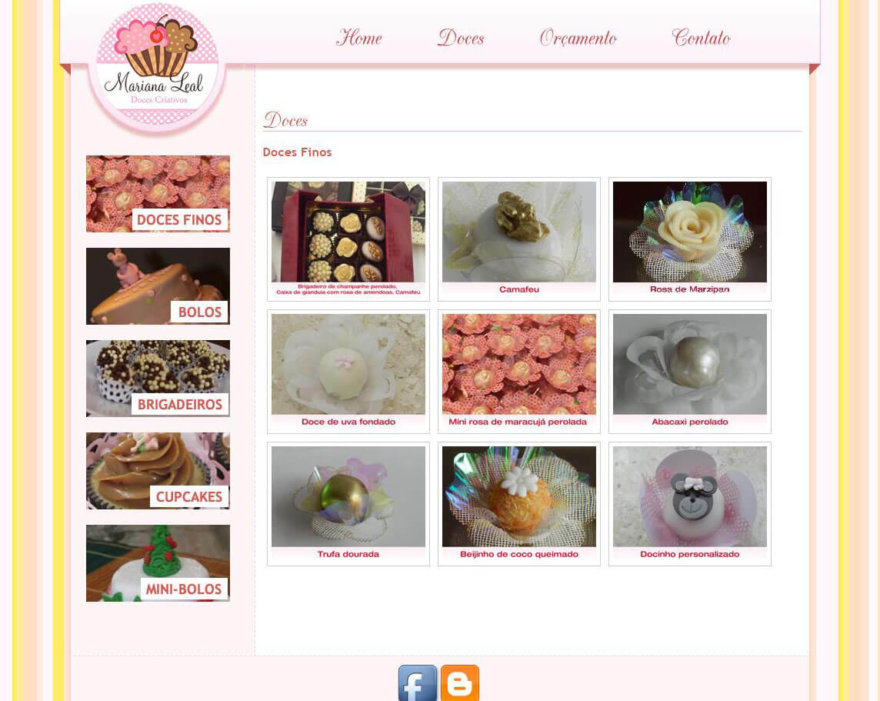 Home
Doces
Orçamento
Contato
Mariana Leal
Doces Criativos
Doces
Doces Finos
DOCES FINOS
BOLOS
BRIGADEIROS
CUPCAKES
MINI-BOLOS
Brigadeiro de champanhe perolado,
Caixa de gianduia com rosa de amendoas, Camafeu
Camafeu
Rosa de Marzipan
Doce de uva fondado
Mini rosa de maracujá perolada
Abacaxi perolado
Trufa dourada
Beijinho de coco queimado
Docinho personalizado